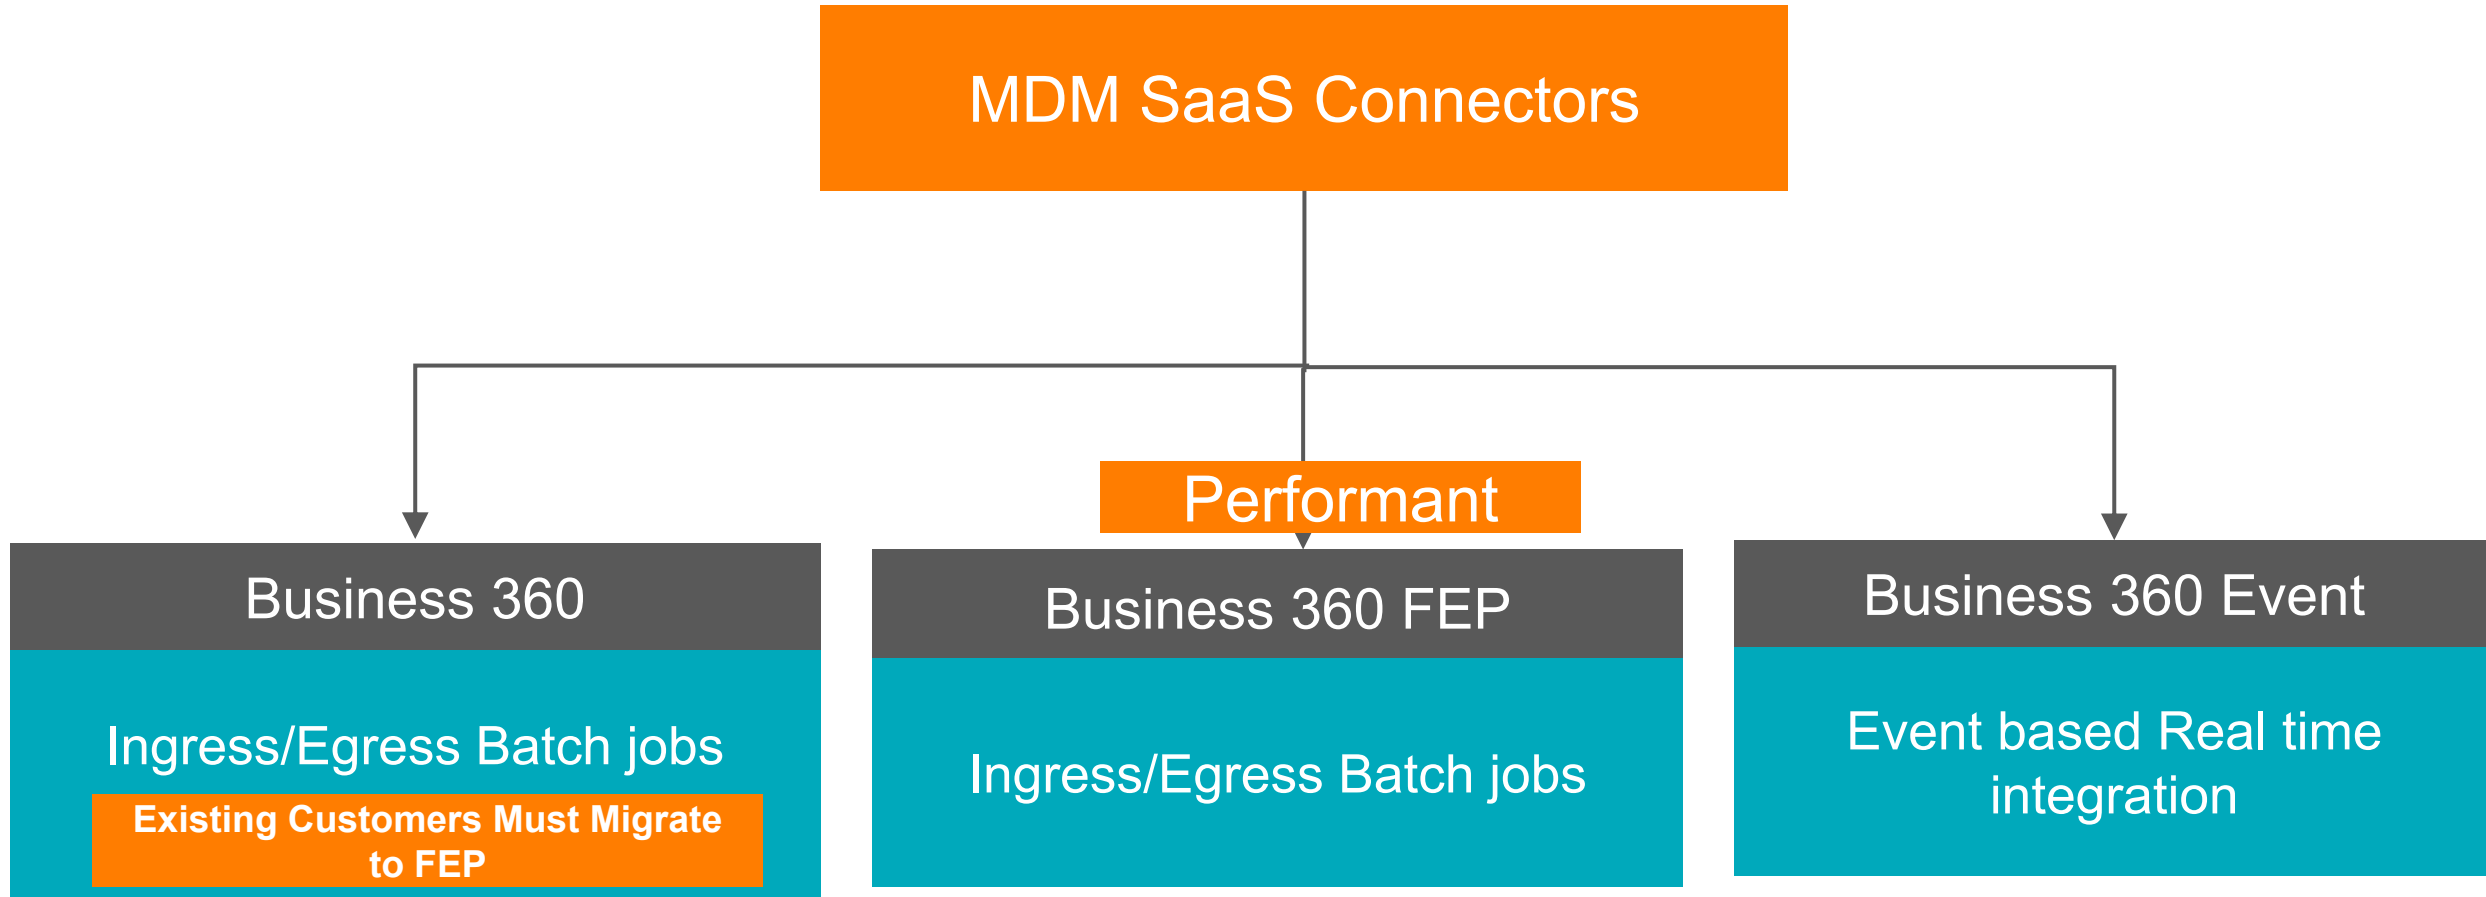 MDM SaaS Connectors
Performant
Business 360
Ingress/Egress Batch jobs
Existing Customers Must Migrate
to FEP
Business 360 FEP
Ingress/Egress Batch jobs
Business 360 Event
Event based Real time
integration